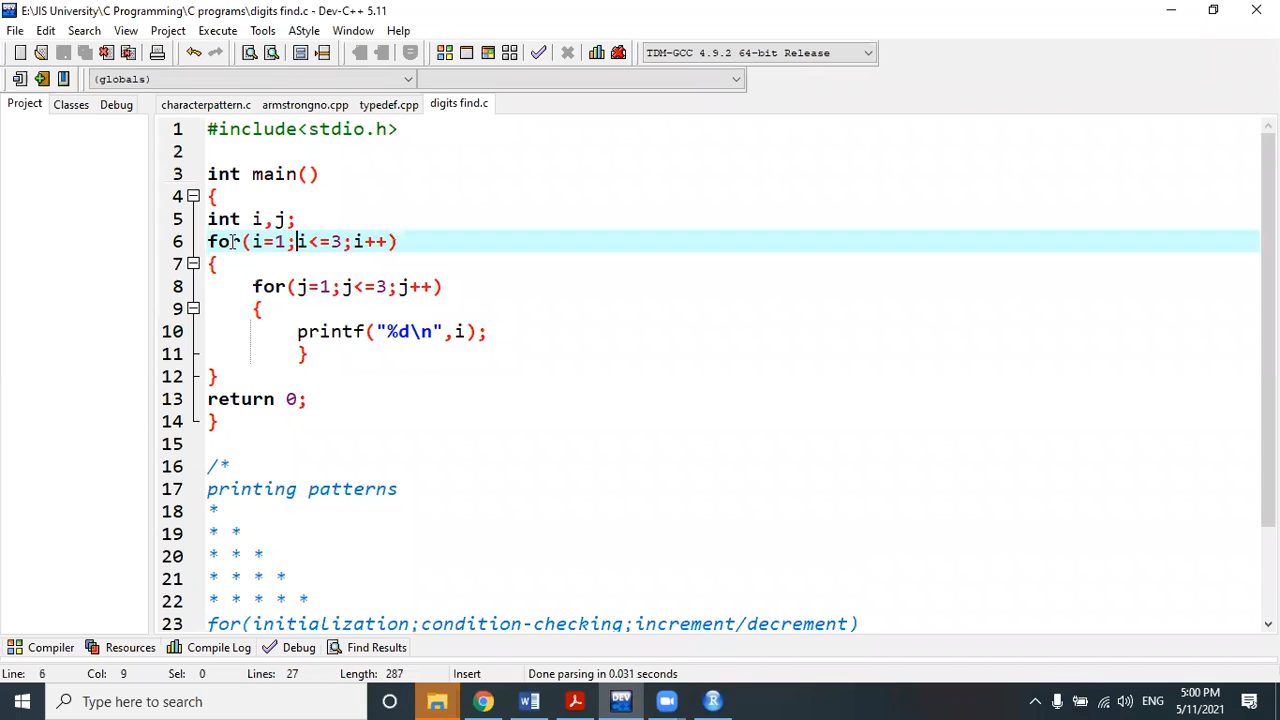 E:\JIS University\C Programming\C programs\digits find.c - Dev-C++ 5.11
File Edit Search View Project Execute Tools AStyle Window Help
TDM-GCC 4.9.2 64-bit Release
(globals)
Project Classes Debug characterpattern.c armstrongno.cpp typedef.cpp digits find.c
1 #include<stdio.h>
2
3 int main()
4 {
5 int i,j;
6 for(i=1;i<=3;i++)
7 {
8 for(j=1;j<=3;j++)
9 {
10 printf("%d\n",i);
11 }
12 }
13 return 0;
14 }
15
16 /*
17 printing patterns
18 *
19 * *
20 * * *
21 * * * *
22 * * * * *
23 for(initialization;condition-checking;increment/decrement)
Compiler Resources Compile Log Debug Find Results
Line: 6 Col: 9 Sel: 0 Lines: 27 Length: 287 Insert Done parsing in 0.031 seconds
Type here to search DEV ENG 5:00 PM
5/11/2021